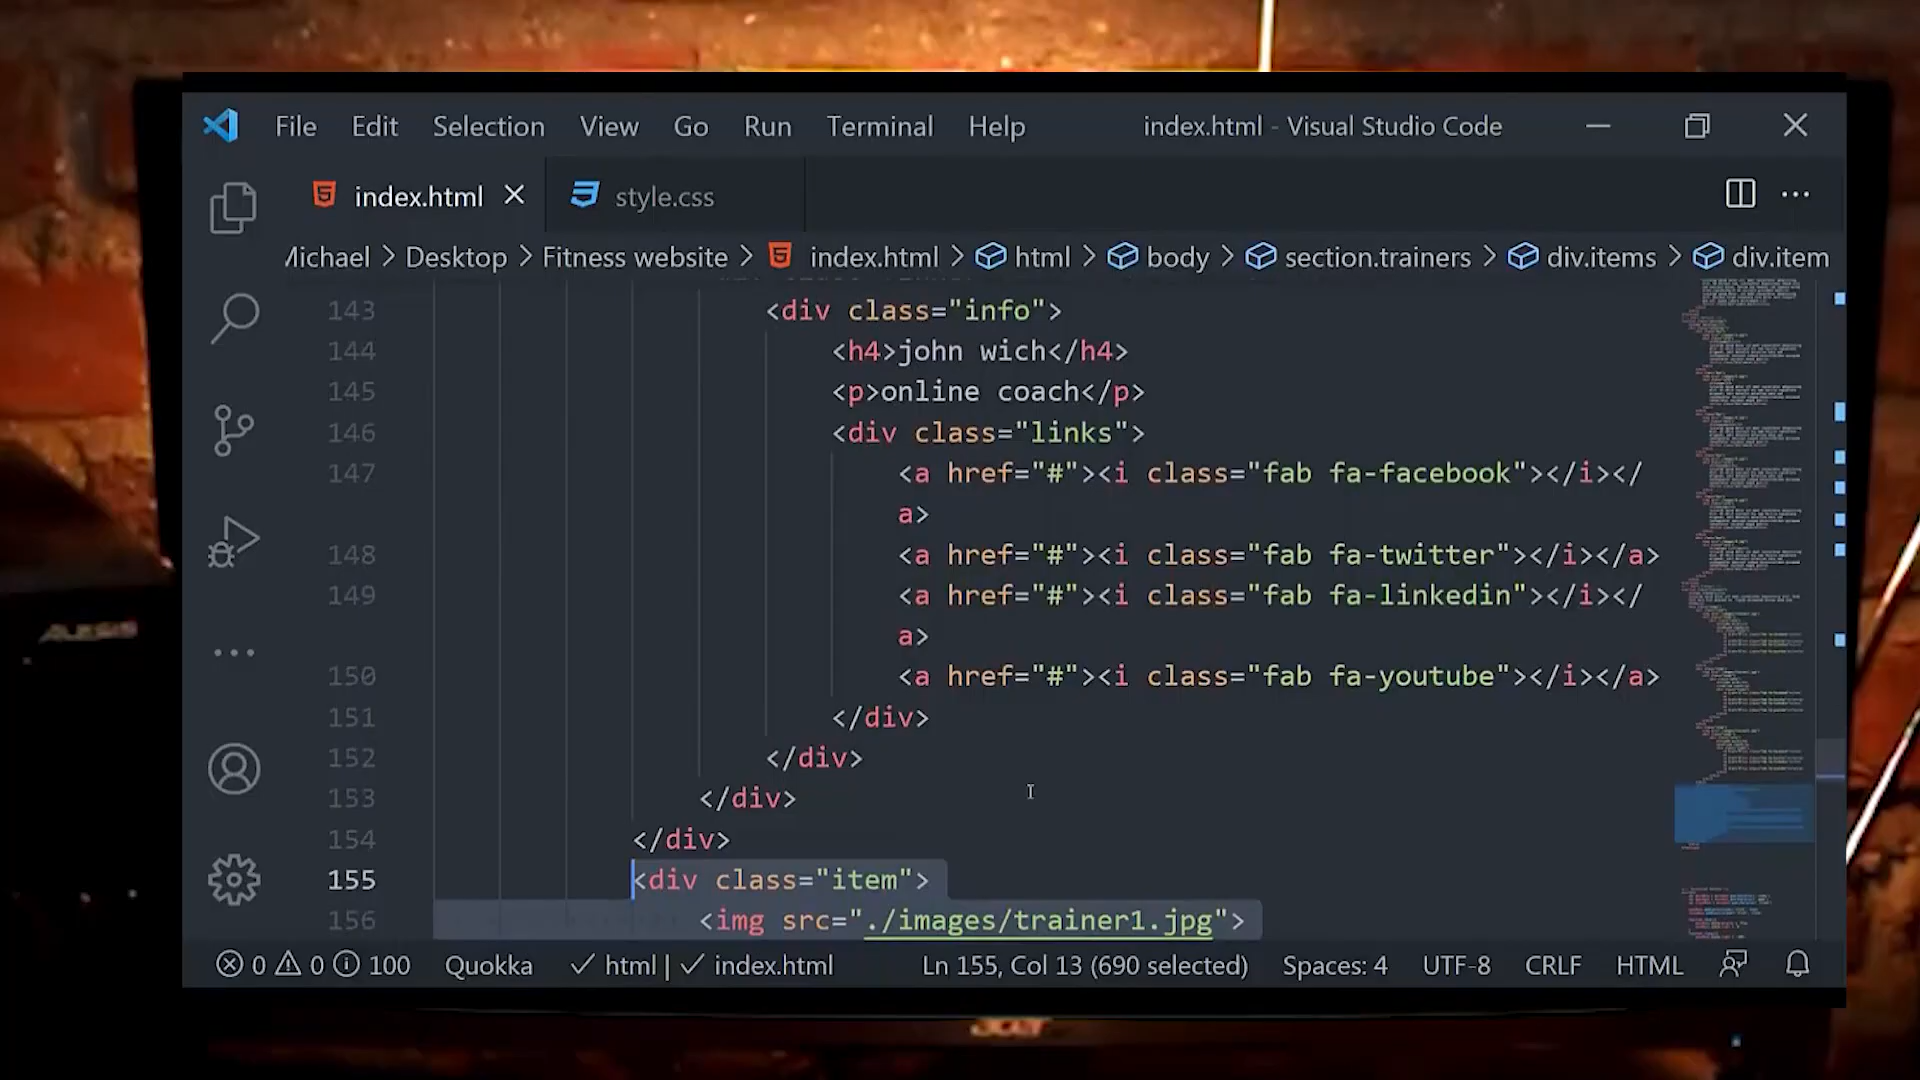 File Edit Selection View Go Run Terminal Help index.html - Visual Studio Code
index.html style.css
Michael > Desktop > Fitness website > index.html > html > body > section.trainers > div.items > div.item
143 <div class="info">
144 <h4>john wich</h4>
145 <p>online coach</p>
146 <div class="links">
147 <a href="#"><i class="fab fa-facebook"></i></
a>
148 <a href="#"><i class="fab fa-twitter"></i></a>
149 <a href="#"><i class="fab fa-linkedin"></i></
a>
150 <a href="#"><i class="fab fa-youtube"></i></a>
151 </div>
152 </div>
153 </div>
154 </div>
155 <div class="item">
156 <img src="./images/trainer1.jpg">
0 0 100 Quokka html | index.html Ln 155, Col 13 (690 selected) Spaces: 4 UTF-8 CRLF HTML
ALESIS
acer